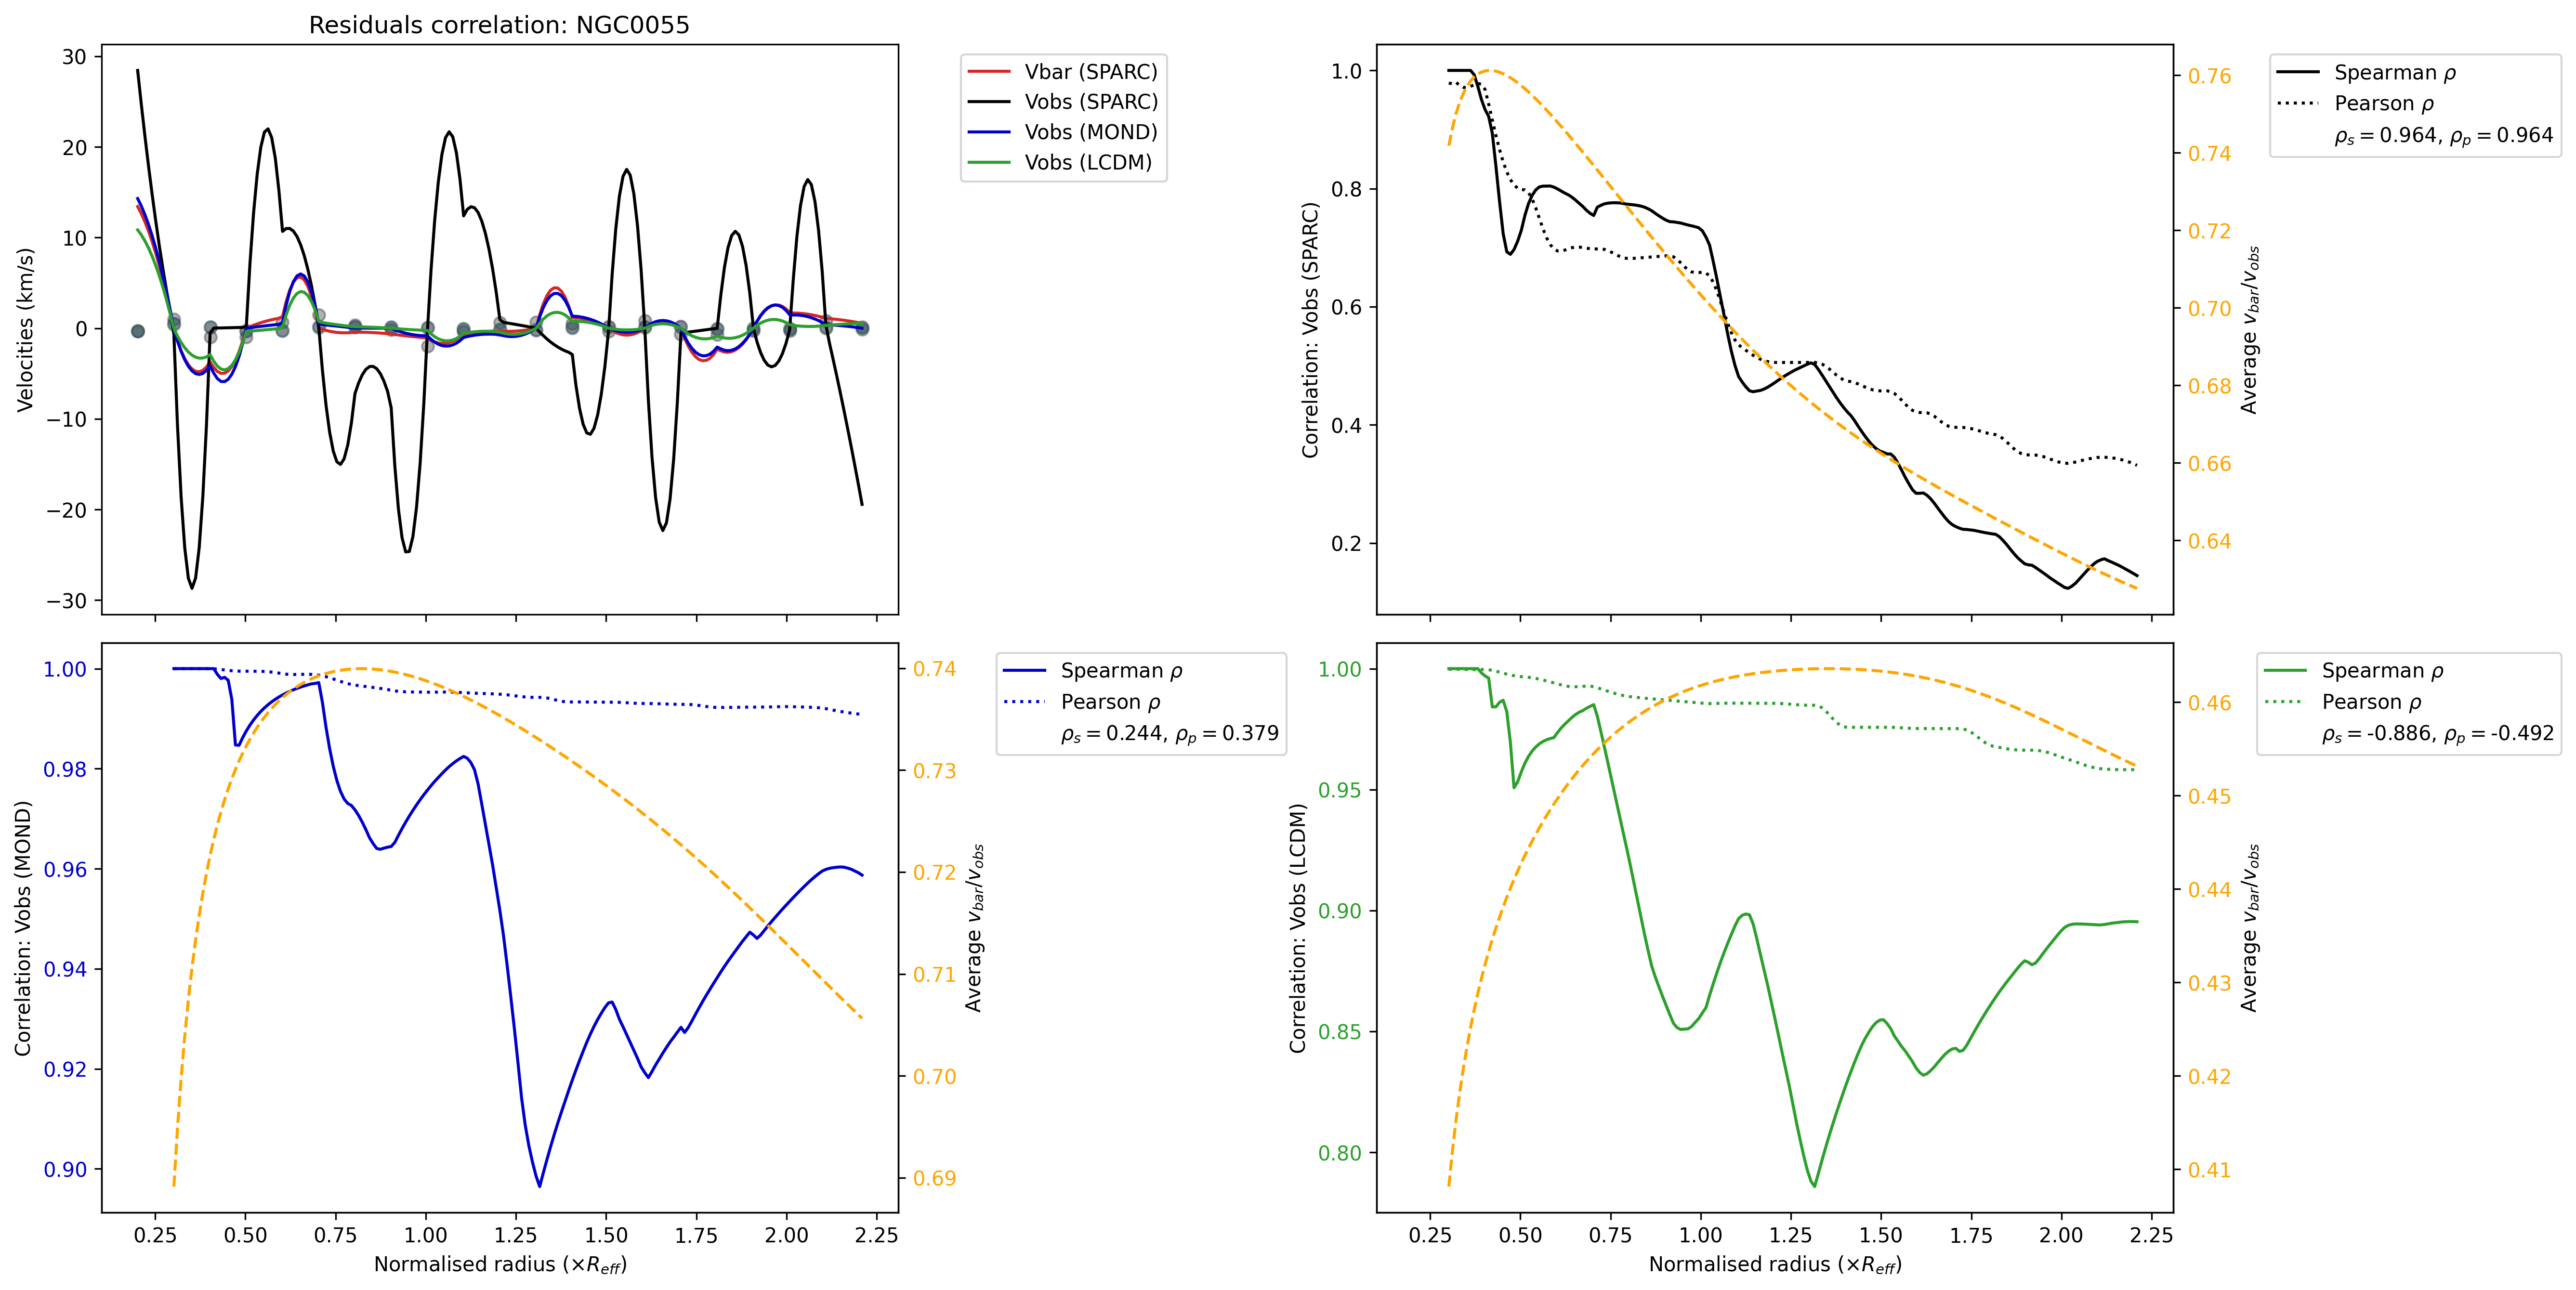 Residuals correlation: NGC0055
30
20
10
0
−10
−20
−30
Velocities (km/s)
Vbar (SPARC)
Vobs (SPARC)
Vobs (MOND)
Vobs (LCDM)
1.0
0.8
0.6
0.4
0.2
Correlation: Vobs (SPARC)
0.76
0.74
0.72
0.70
0.68
0.66
0.64
Average v_bar/v_obs
Spearman ρ
Pearson ρ
ρ_s = 0.964, ρ_p = 0.964
1.00
0.98
0.96
0.94
0.92
0.90
Correlation: Vobs (MOND)
0.74
0.73
0.72
0.71
0.70
0.69
Average v_bar/v_obs
0.25 0.50 0.75 1.00 1.25 1.50 1.75 2.00 2.25
Normalised radius (×R_eff)
Spearman ρ
Pearson ρ
ρ_s = 0.244, ρ_p = 0.379
1.00
0.95
0.90
0.85
0.80
Correlation: Vobs (LCDM)
0.46
0.45
0.44
0.43
0.42
0.41
Average v_bar/v_obs
0.25 0.50 0.75 1.00 1.25 1.50 1.75 2.00 2.25
Normalised radius (×R_eff)
Spearman ρ
Pearson ρ
ρ_s = -0.886, ρ_p = -0.492